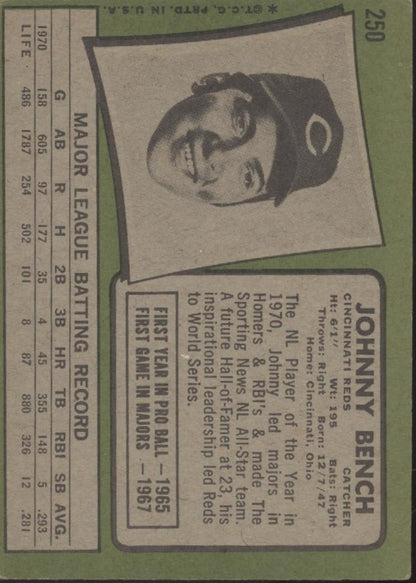 250
JOHNNY BENCH
CINCINNATI REDS CATCHER
Ht: 6'1" Wt: 195 Bats: Right
Throws: Right Born: 12/7/47
Home: Cincinnati, Ohio
The NL Player of the Year in
1970, Johnny led majors in
Homers & RBI's & made The
Sporting News NL All-Star team.
A future Hall-of-Famer at 23, his
inspirational leadership led Reds
to World Series.
FIRST YEAR IN PRO BALL — 1965
FIRST GAME IN MAJORS — 1967
C
* © T.C.G. PRTD. IN U.S.A.
MAJOR LEAGUE BATTING RECORD
G AB R H 2B 3B HR TB RBI SB AVG.
1970 158 605 97 177 35 4 45 355 148 5 .293
LIFE 486 1787 254 502 101 8 87 880 326 12 .281